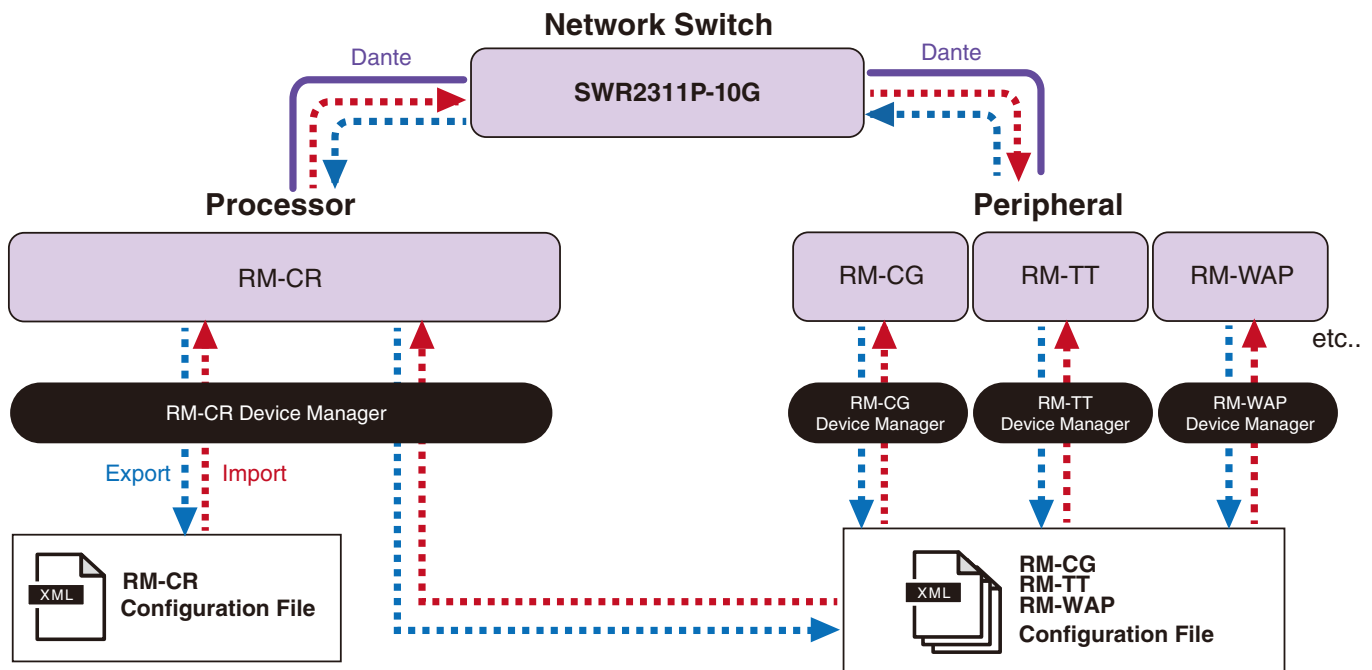 Network Switch
Dante
Dante
SWR2311P-10G
Processor
Peripheral
RM-CR
RM-CG
RM-TT
RM-WAP
etc..
RM-CR Device Manager
RM-CG
Device Manager
RM-TT
Device Manager
RM-WAP
Device Manager
Export
Import
XML
RM-CR
Configuration File
XML
RM-CG
RM-TT
RM-WAP
Configuration File